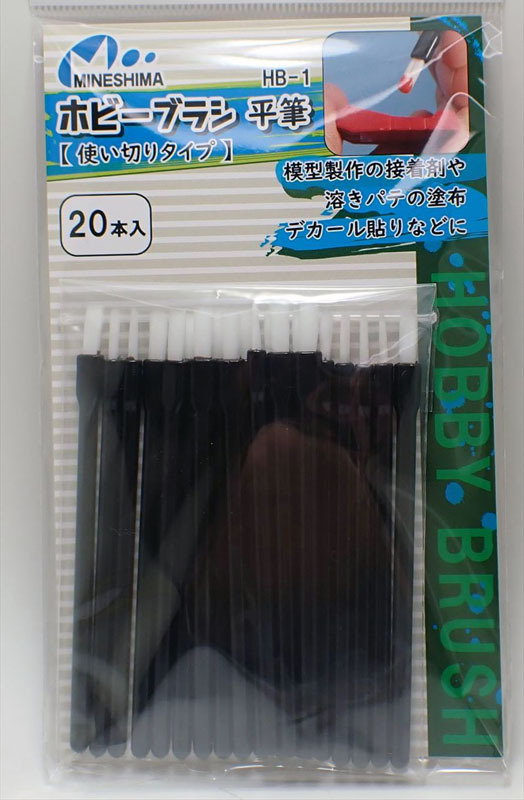 MINESHIMA
HB-1
ホビーブラシ 平筆
【 使い切りタイプ 】
20本入
模型製作の接着剤や
溶きパテの塗布
デカール貼りなどに
HOBBY BRUSH